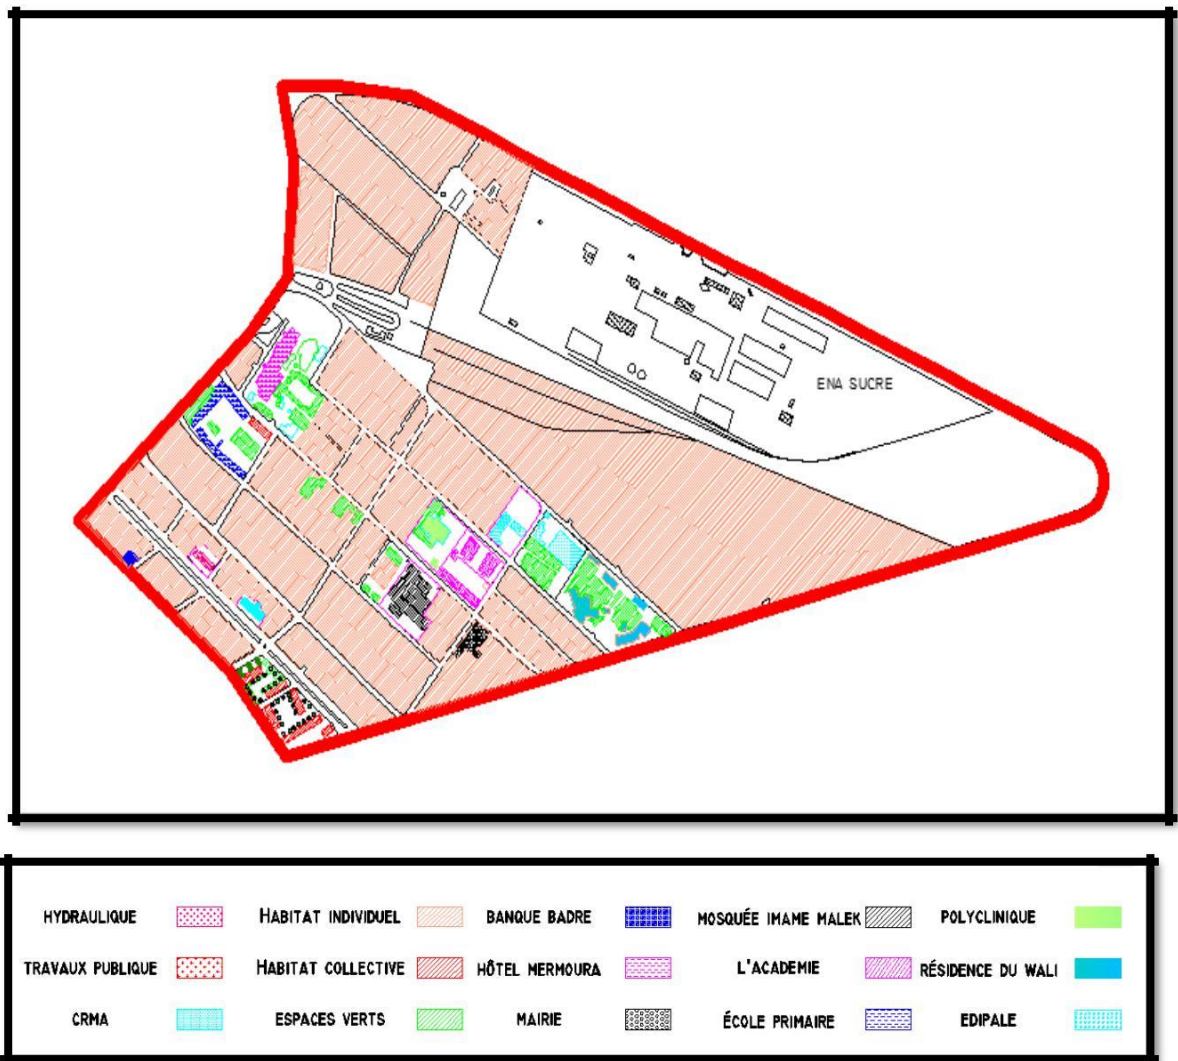 ENA SUCRE
HYDRAULIQUE HABITAT INDIVIDUEL BANQUE BADRE MOSQUÉE IMAME MALEK POLYCLINIQUE
TRAVAUX PUBLIQUE HABITAT COLLECTIVE HÔTEL MERMOURA L'ACADEMIE RÉSIDENCE DU WALI
CRMA ESPACES VERTS MAIRIE ÉCOLE PRIMAIRE EDIPALE